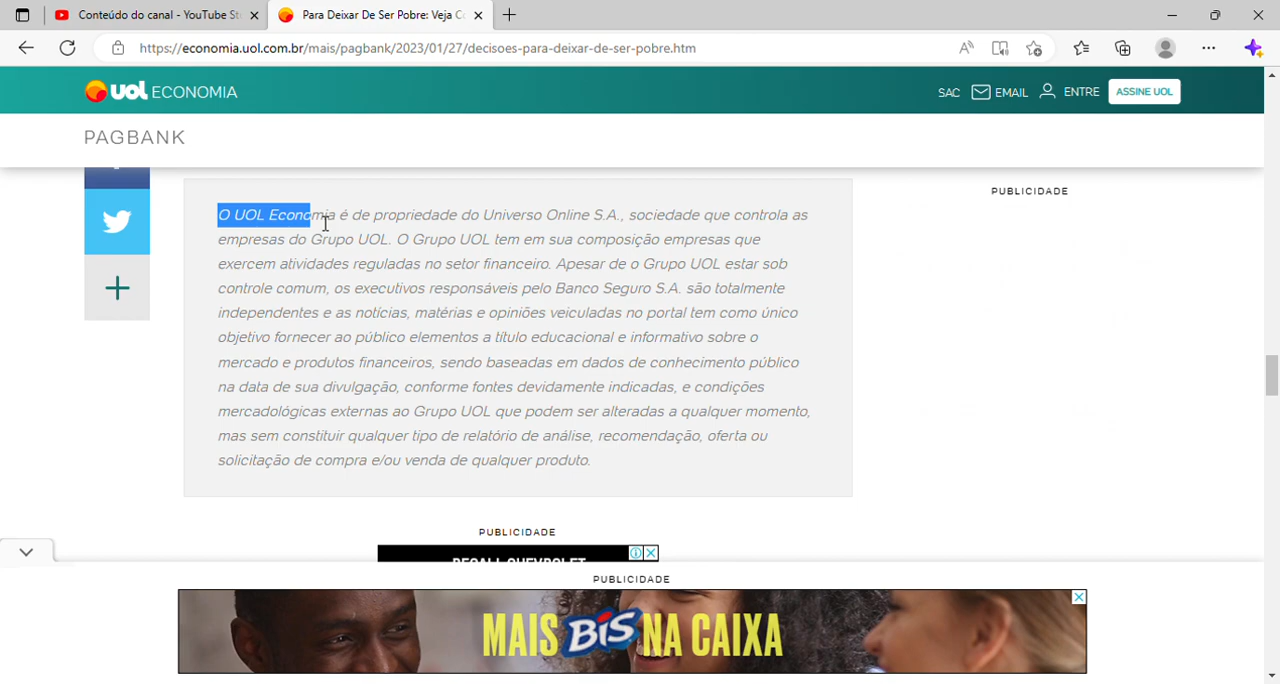 Conteúdo do canal - YouTube St
Para Deixar De Ser Pobre: Veja Co
https://economia.uol.com.br/mais/pagbank/2023/01/27/decisoes-para-deixar-de-ser-pobre.htm
UOL ECONOMIA
SAC EMAIL ENTRE ASSINE UOL
PAGBANK
PUBLICIDADE
O UOL Economia é de propriedade do Universo Online S.A., sociedade que controla as
empresas do Grupo UOL. O Grupo UOL tem em sua composição empresas que
exercem atividades reguladas no setor financeiro. Apesar de o Grupo UOL estar sob
controle comum, os executivos responsáveis pelo Banco Seguro S.A. são totalmente
independentes e as notícias, matérias e opiniões veiculadas no portal tem como único
objetivo fornecer ao público elementos a título educacional e informativo sobre o
mercado e produtos financeiros, sendo baseadas em dados de conhecimento público
na data de sua divulgação, conforme fontes devidamente indicadas, e condições
mercadológicas externas ao Grupo UOL que podem ser alteradas a qualquer momento,
mas sem constituir qualquer tipo de relatório de análise, recomendação, oferta ou
solicitação de compra e/ou venda de qualquer produto.
PUBLICIDADE
RECALL CHEVROLET
PUBLICIDADE
MAIS BIS NA CAIXA